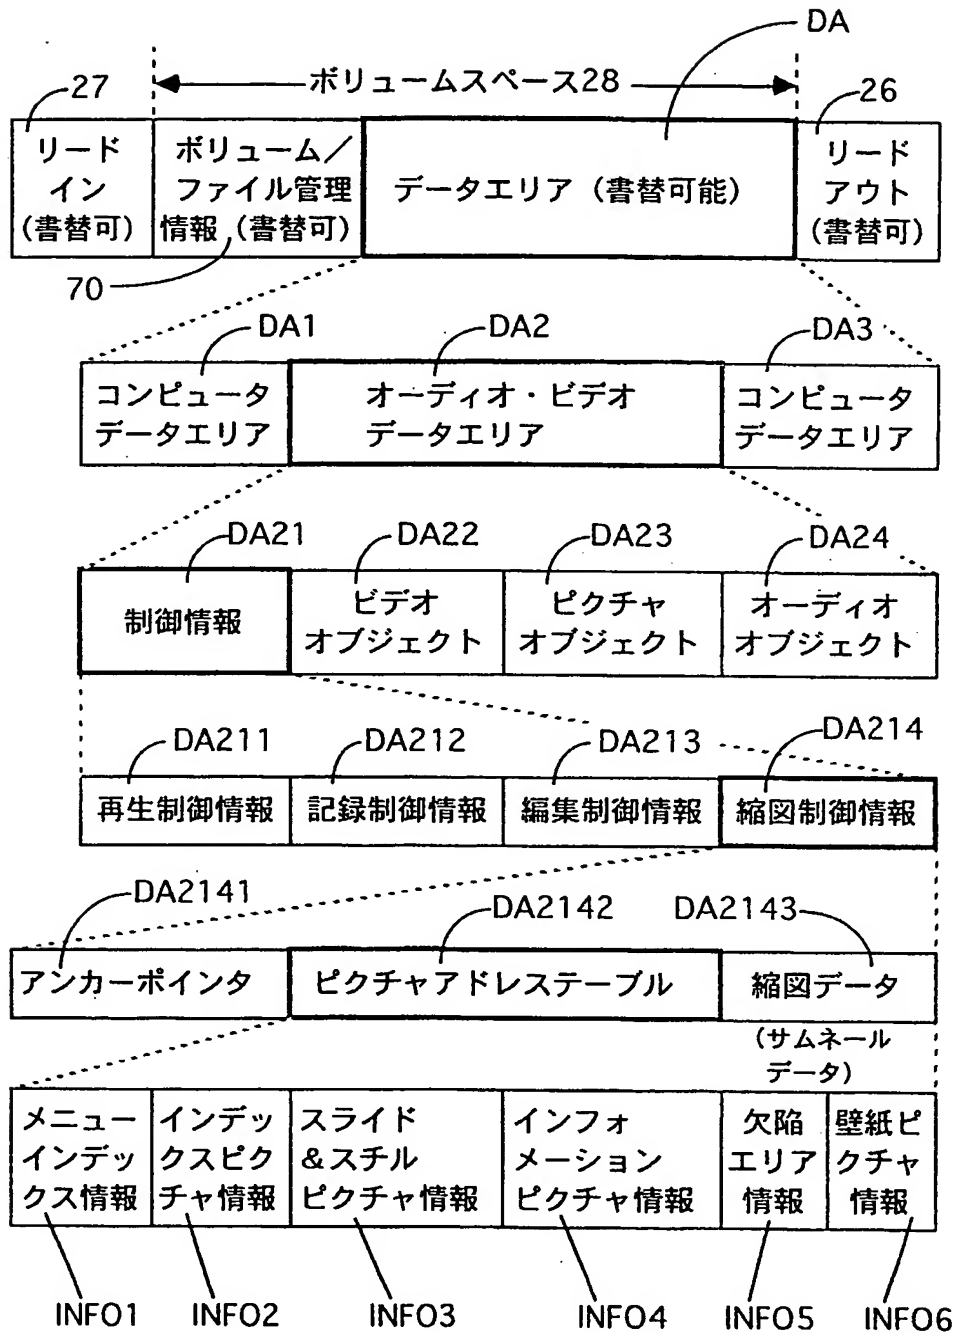 DA
27
ボリュームスペース28
26
リード
イン
(書替可)
ボリューム/
ファイル管理
情報(書替可)
データエリア(書替可能)
リード
アウト
(書替可)
70
DA1
DA2
DA3
コンピュータ
データエリア
オーディオ・ビデオ
データエリア
コンピュータ
データエリア
DA21
DA22
DA23
DA24
制御情報
ビデオ
オブジェクト
ピクチャ
オブジェクト
オーディオ
オブジェクト
DA211
DA212
DA213
DA214
再生制御情報
記録制御情報
編集制御情報
縮図制御情報
DA2141
DA2142
DA2143
アンカーポインタ
ピクチャアドレステーブル
縮図データ
(サムネール
データ)
メニュー
インデッ
クス情報
インデッ
クスピク
チャ情報
スライド
&スチル
ピクチャ情報
インフォ
メーション
ピクチャ情報
欠陥
エリア
情報
壁紙ピ
クチャ
情報
INFO1
INFO2
INFO3
INFO4
INFO5
INFO6